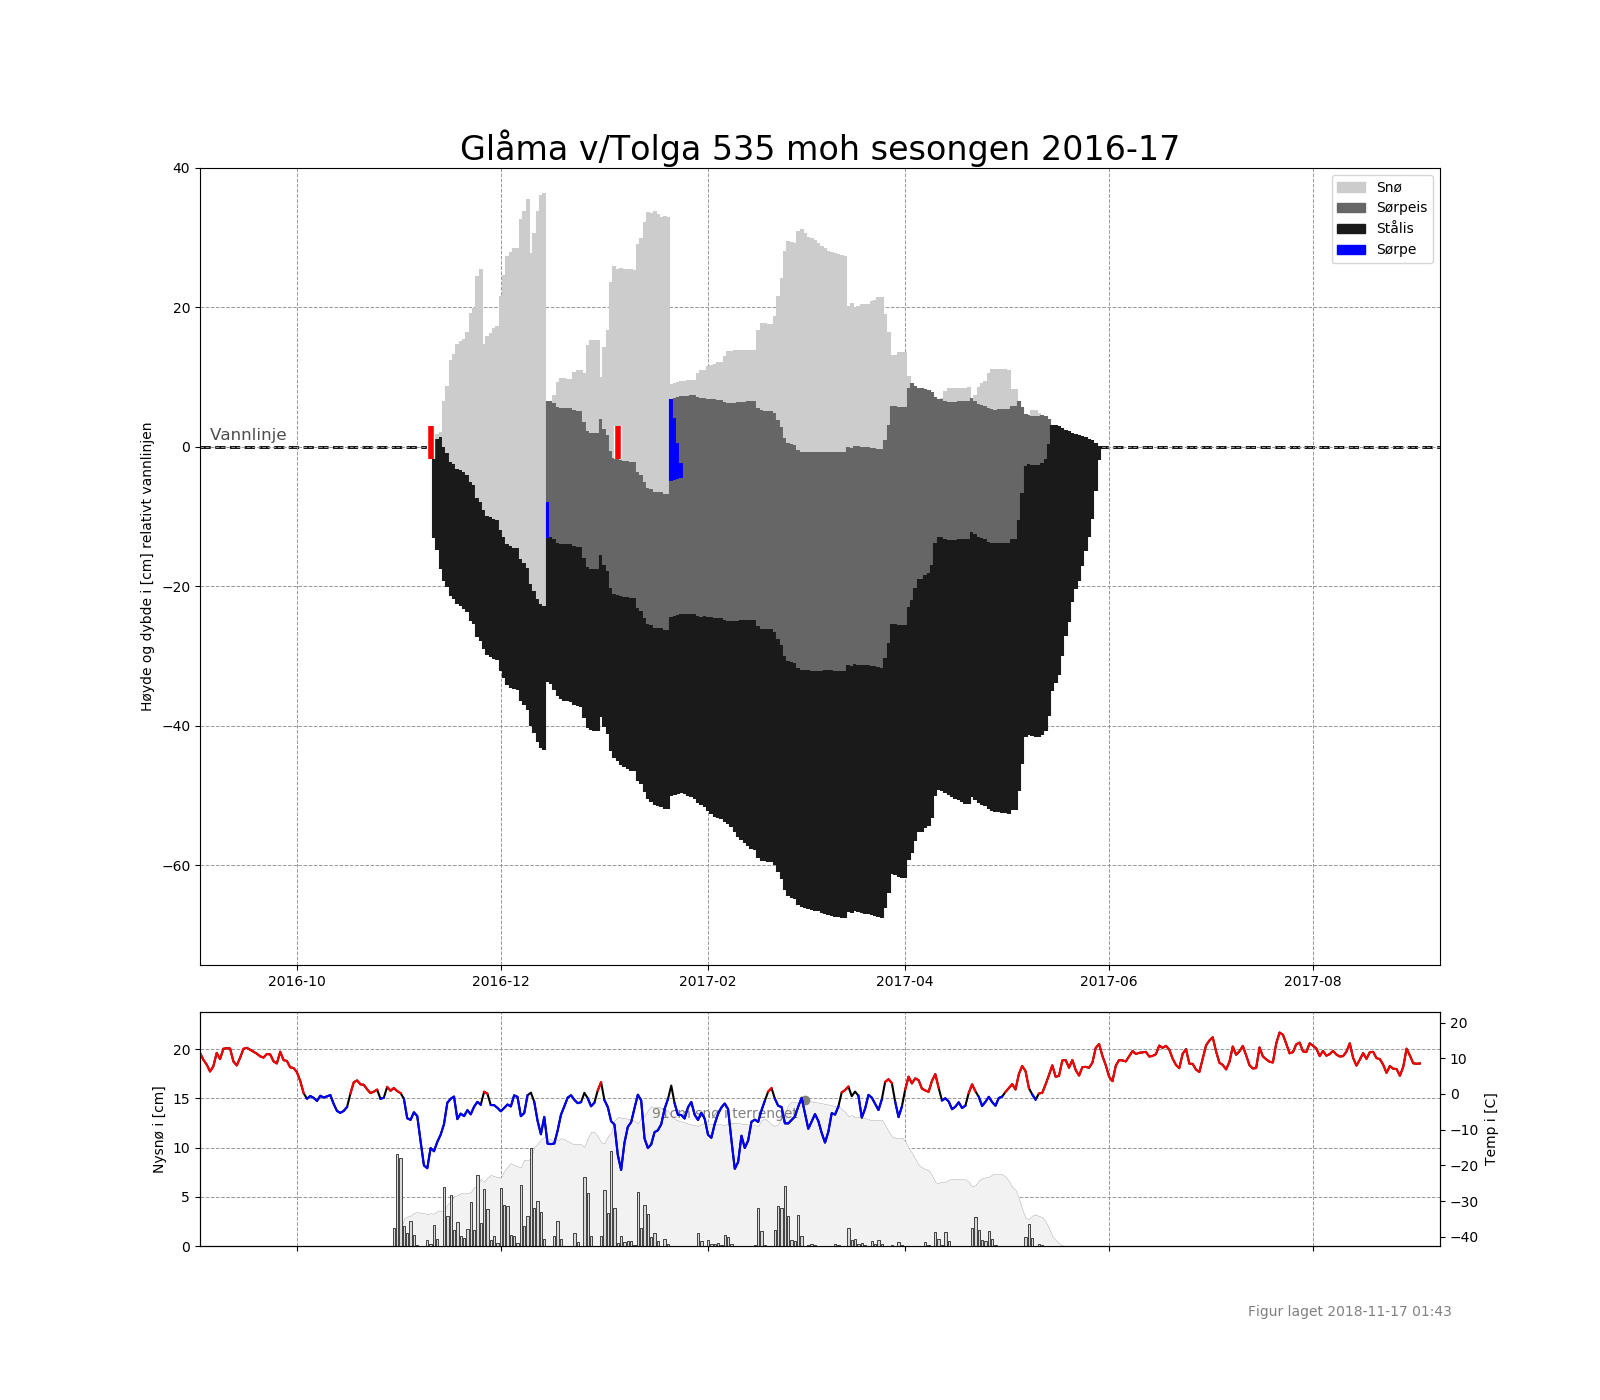 Glåma v/Tolga 535 moh sesongen 2016-17
Høyde og dybde i [cm] relativt vannlinjen
40
20
0
−20
−40
−60
Vannlinje
Snø
Sørpeis
Stålis
Sørpe
2016-10 2016-12 2017-02 2017-04 2017-06 2017-08
Nysnø i [cm]
20
15
10
5
0
91cm snø i terrenget
20
10
0
−10
−20
−30
−40
Temp i [C]
Figur laget 2018-11-17 01:43